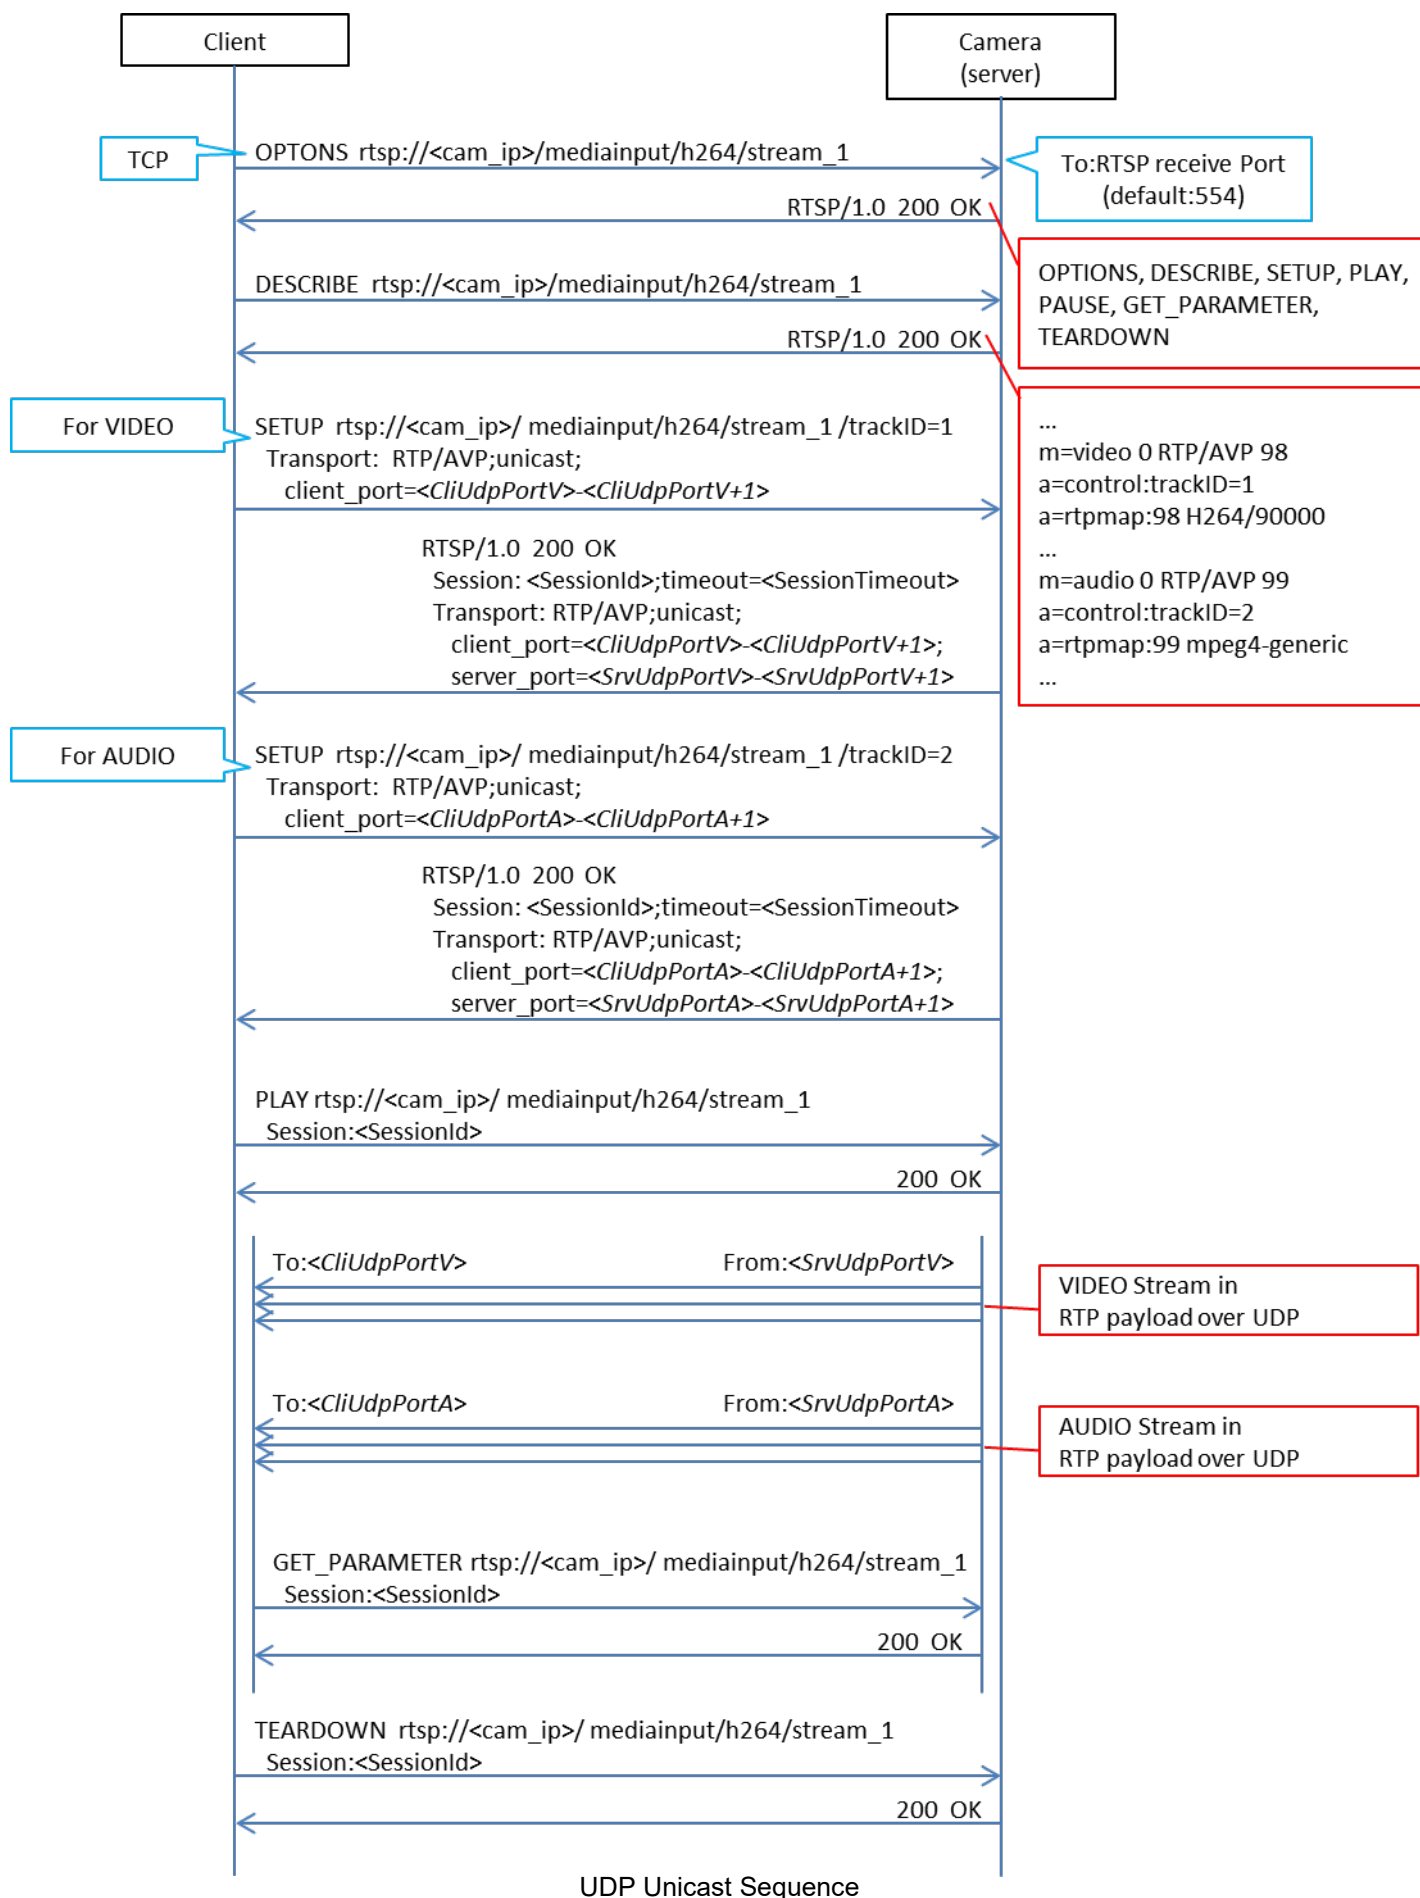 Client
Camera
(server)
TCP
OPTONS rtsp://<cam_ip>/mediainput/h264/stream_1
To:RTSP receive Port
(default:554)
RTSP/1.0 200 OK
OPTIONS, DESCRIBE, SETUP, PLAY,
PAUSE, GET_PARAMETER,
TEARDOWN
DESCRIBE rtsp://<cam_ip>/mediainput/h264/stream_1
RTSP/1.0 200 OK
...
m=video 0 RTP/AVP 98
a=control:trackID=1
a=rtpmap:98 H264/90000
...
m=audio 0 RTP/AVP 99
a=control:trackID=2
a=rtpmap:99 mpeg4-generic
...
For VIDEO
SETUP rtsp://<cam_ip>/ mediainput/h264/stream_1 /trackID=1
Transport: RTP/AVP;unicast;
client_port=<CliUdpPortV>-<CliUdpPortV+1>
RTSP/1.0 200 OK
Session: <SessionId>;timeout=<SessionTimeout>
Transport: RTP/AVP;unicast;
client_port=<CliUdpPortV>-<CliUdpPortV+1>;
server_port=<SrvUdpPortV>-<SrvUdpPortV+1>
For AUDIO
SETUP rtsp://<cam_ip>/ mediainput/h264/stream_1 /trackID=2
Transport: RTP/AVP;unicast;
client_port=<CliUdpPortA>-<CliUdpPortA+1>
RTSP/1.0 200 OK
Session: <SessionId>;timeout=<SessionTimeout>
Transport: RTP/AVP;unicast;
client_port=<CliUdpPortA>-<CliUdpPortA+1>;
server_port=<SrvUdpPortA>-<SrvUdpPortA+1>
PLAY rtsp://<cam_ip>/ mediainput/h264/stream_1
Session:<SessionId>
200 OK
To:<CliUdpPortV>
From:<SrvUdpPortV>
VIDEO Stream in
RTP payload over UDP
To:<CliUdpPortA>
From:<SrvUdpPortA>
AUDIO Stream in
RTP payload over UDP
GET_PARAMETER rtsp://<cam_ip>/ mediainput/h264/stream_1
Session:<SessionId>
200 OK
TEARDOWN rtsp://<cam_ip>/ mediainput/h264/stream_1
Session:<SessionId>
200 OK
UDP Unicast Sequence